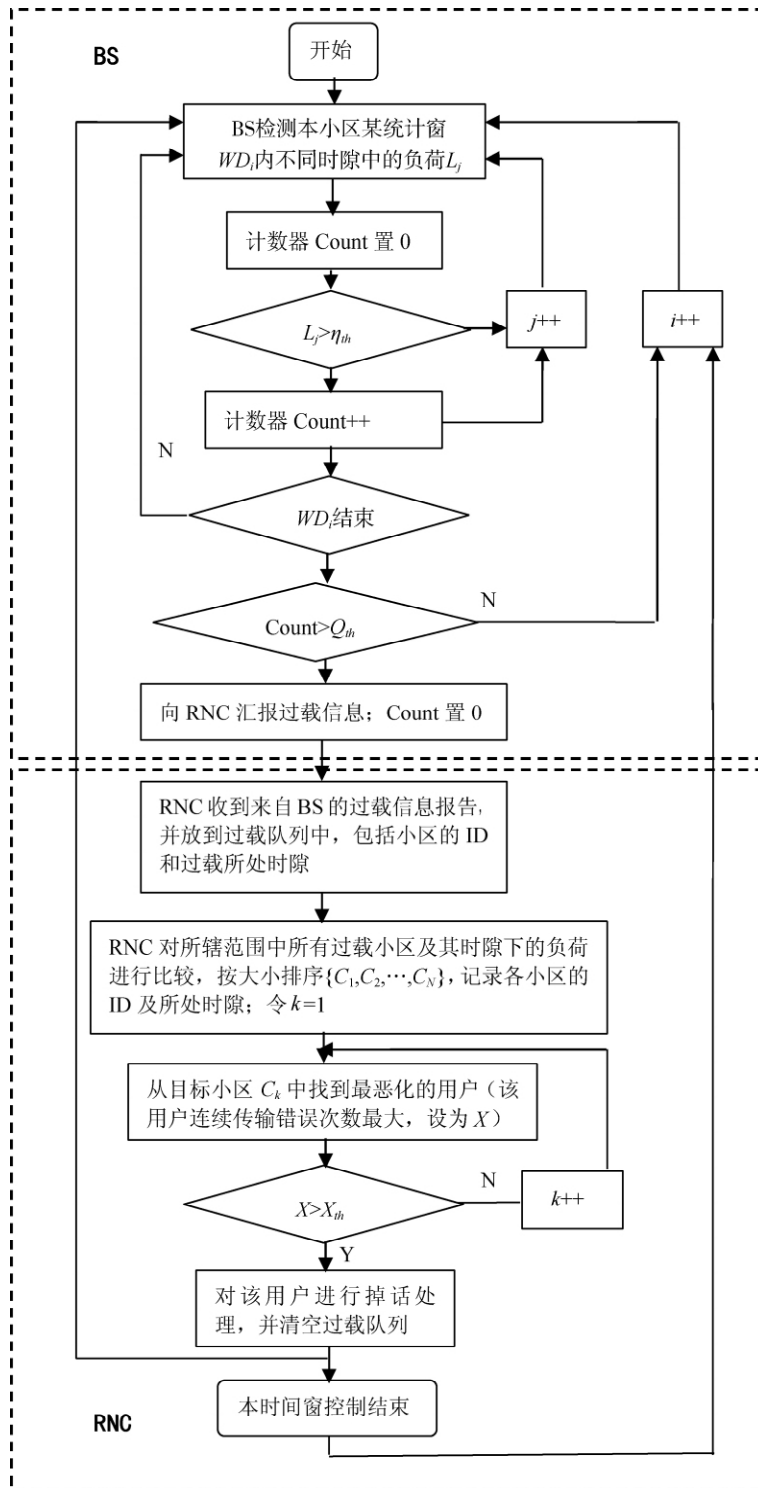 BS
开始
BS检测本小区某统计窗
WDᵢ内不同时隙中的负荷Lⱼ
计数器 Count 置 0
Lⱼ>ηth
j++
i++
计数器 Count++
N
WDᵢ结束
Count>Qth
N
向 RNC 汇报过载信息；Count 置 0
RNC 收到来自 BS 的过载信息报告,
并放到过载队列中，包括小区的 ID
和过载所处时隙
RNC 对所辖范围中所有过载小区及其时隙下的负荷
进行比较，按大小排序{C₁,C₂,⋯,C_N}，记录各小区的
ID 及所处时隙；令 k=1
从目标小区 Cₖ 中找到最恶化的用户（该
用户连续传输错误次数最大，设为 X）
X>Xth
N
k++
Y
对该用户进行掉话处
理，并清空过载队列
本时间窗控制结束
RNC